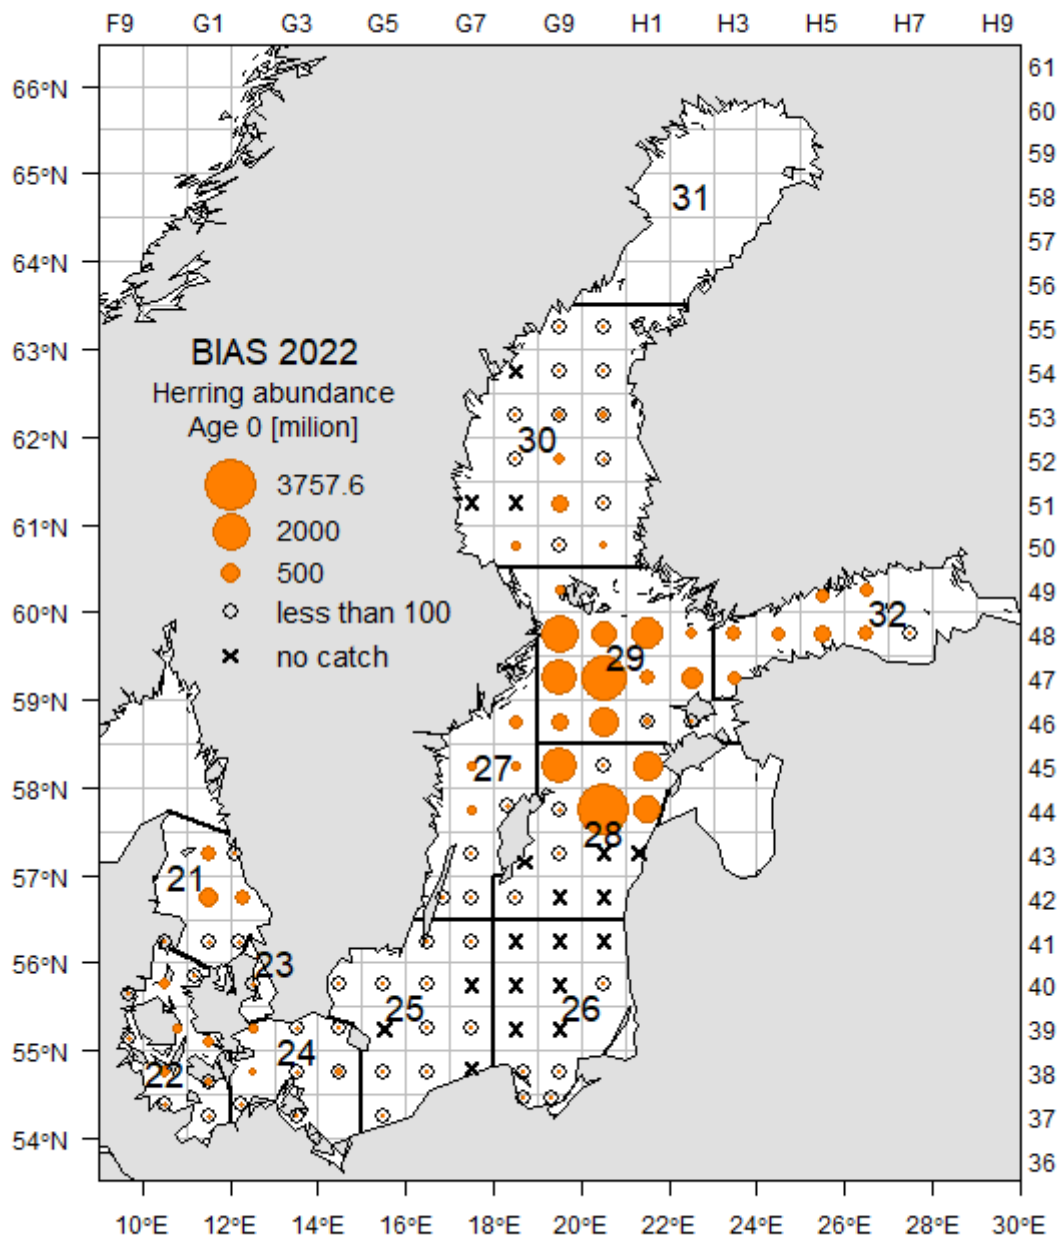 F9 G1 G3 G5 G7 G9 H1 H3 H5 H7 H9
61
66°N
60
59
65°N
31
58
57
64°N
56
55
63°N
BIAS 2022
54
Herring abundance
Age 0 [milion]
53
62°N
30
52
3757.6
51
61°N
2000
50
500
49
60°N
less than 100
32
48
29
no catch
47
59°N
46
27
45
58°N
44
28
43
57°N
21
42
41
56°N
23
40
25
26
39
55°N
24
22
38
37
54°N
36
10°E 12°E 14°E 16°E 18°E 20°E 22°E 24°E 26°E 28°E 30°E